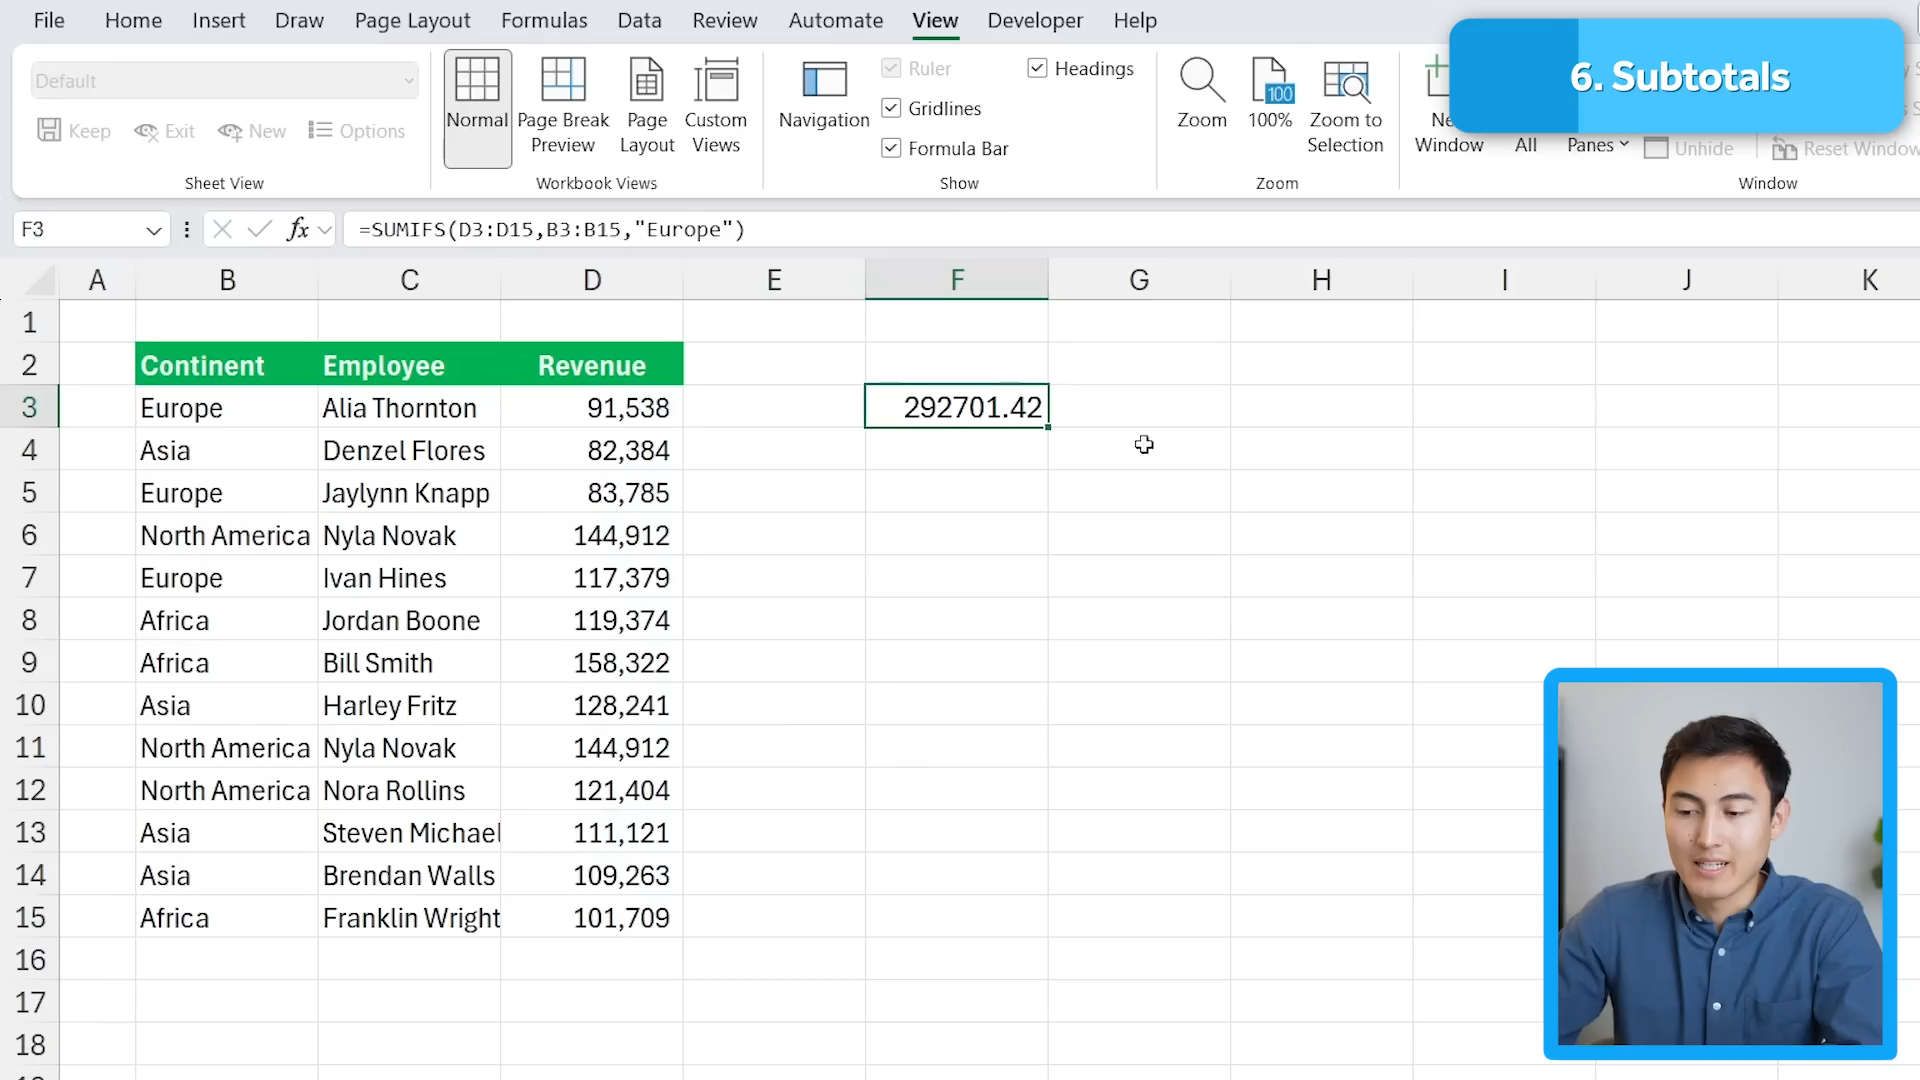 File Home Insert Draw Page Layout Formulas Data Review Automate View Developer Help
6. Subtotals
Default
Keep Exit New Options
Sheet View
Normal
Page Break Preview
Page Layout
Custom Views
Workbook Views
Navigation
Ruler
Gridlines
Formula Bar
Headings
Show
Zoom
100
100%
Zoom to Selection
Zoom
Window
All
Panes
Unhide
Reset Window
Window
F3 fx =SUMIFS(D3:D15,B3:B15,"Europe")
A B C D E F G H I J K
1
2 Continent Employee Revenue
3 Europe Alia Thornton 91,538 292701.42
4 Asia Denzel Flores 82,384
5 Europe Jaylynn Knapp 83,785
6 North America Nyla Novak 144,912
7 Europe Ivan Hines 117,379
8 Africa Jordan Boone 119,374
9 Africa Bill Smith 158,322
10 Asia Harley Fritz 128,241
11 North America Nyla Novak 144,912
12 North America Nora Rollins 121,404
13 Asia Steven Michael 111,121
14 Asia Brendan Walls 109,263
15 Africa Franklin Wright 101,709
16
17
18